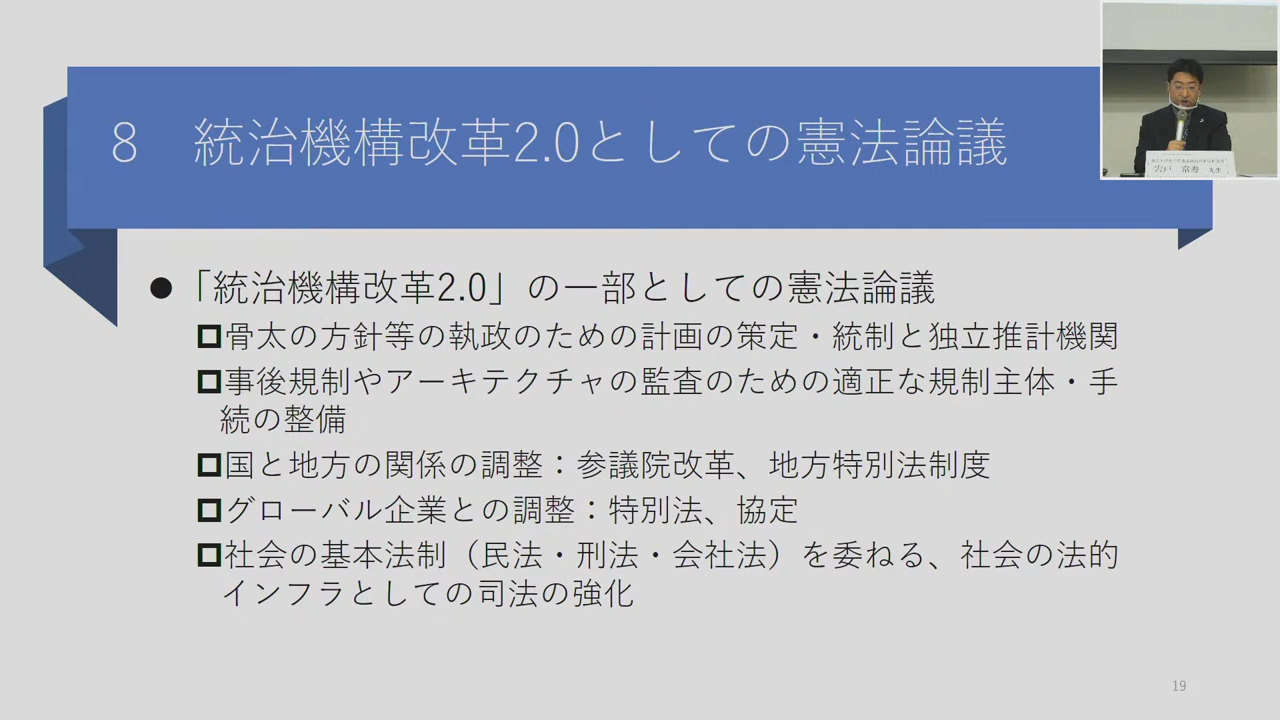 8 統治機構改革2.0としての憲法論議
●「統治機構改革2.0」の一部としての憲法論議
骨太の方針等の執政のための計画の策定・統制と独立推計機関
事後規制やアーキテクチャの監査のための適正な規制主体・手
続の整備
国と地方の関係の調整：参議院改革、地方特別法制度
グローバル企業との調整：特別法、協定
社会の基本法制（民法・刑法・会社法）を委ねる、社会の法的
インフラとしての司法の強化
宍戸 常寿 先生
19